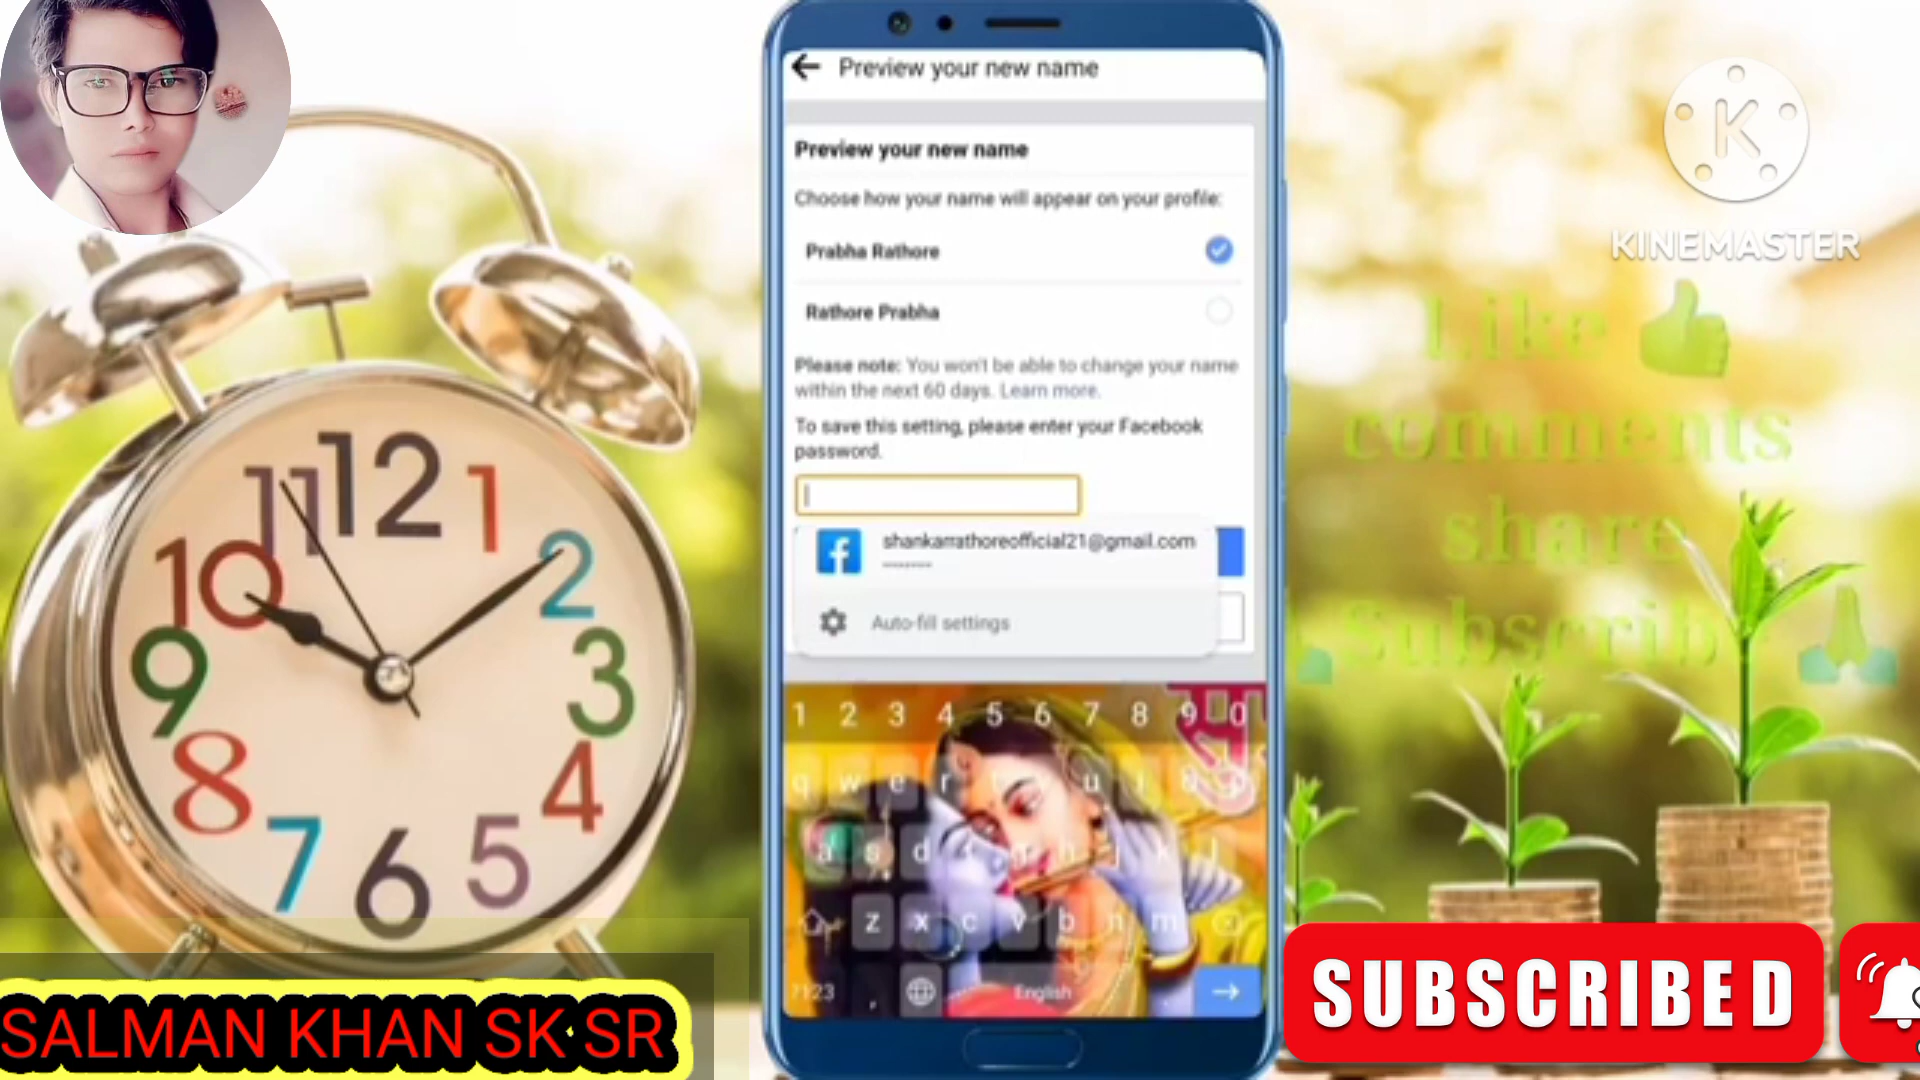 Preview your new name
Preview your new name
Choose how your name will appear on your profile:
Prabha Rathore
Rathore Prabha
Please note: You won't be able to change your name
within the next 60 days. Learn more.
To save this setting, please enter your Facebook
password.
shankarrathoreofficial21@gmail.com
--------
Auto-fill settings
1 2 3 4 5 6 7 8 9 0
q w e r u i
a s d h j k l
z x c v b n m
?123 , English .
K
KINEMASTER
Like
comments
share
Subscrib
12
1
2
3
4
5
6
7
8
9
10
11
SALMAN KHAN SK SR
SUBSCRIBED